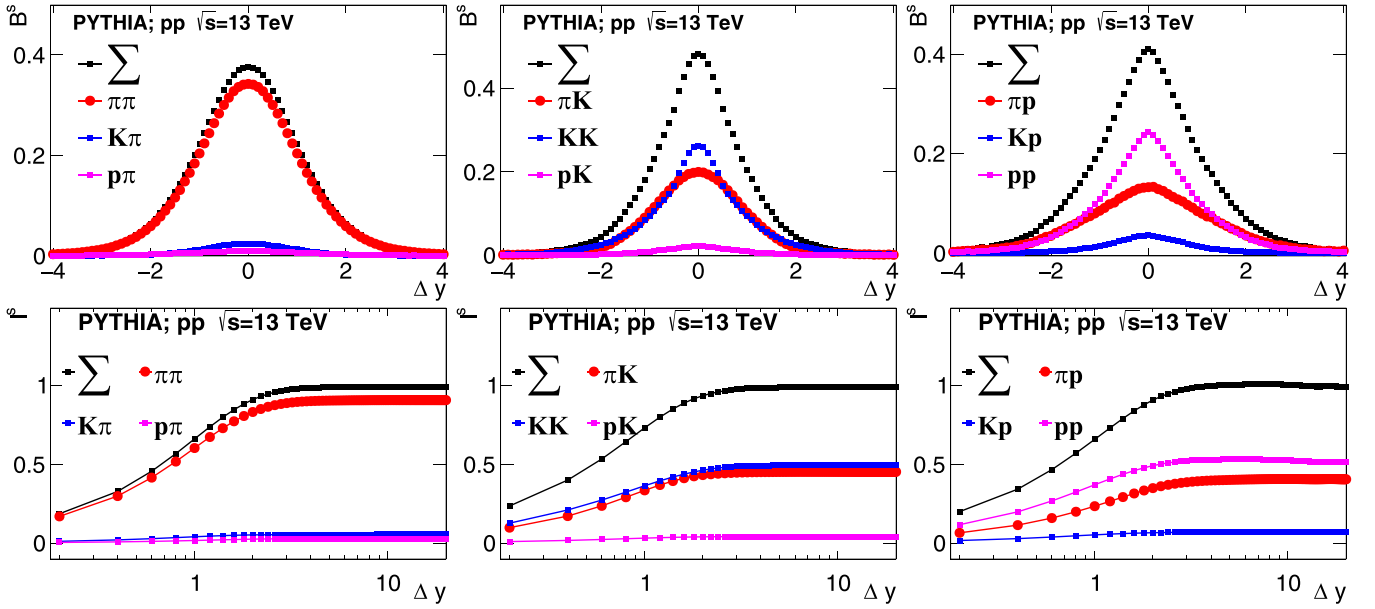 B^s
PYTHIA; pp √s=13 TeV
∑
ππ
Kπ
pπ
0.4
0.2
0
−4
−2
0
2
4
Δ y
B^s
PYTHIA; pp √s=13 TeV
∑
πK
KK
pK
0.4
0.2
0
−4
−2
0
2
4
Δ y
B^s
PYTHIA; pp √s=13 TeV
∑
πp
Kp
pp
0.4
0.2
0
−4
−2
0
2
4
Δ y
I^s
PYTHIA; pp √s=13 TeV
∑ ππ
Kπ pπ
1
0.5
0
1
10
Δ y
I^s
PYTHIA; pp √s=13 TeV
∑ πK
KK pK
1
0.5
0
1
10
Δ y
I^s
PYTHIA; pp √s=13 TeV
∑ πp
Kp pp
1
0.5
0
1
10
Δ y